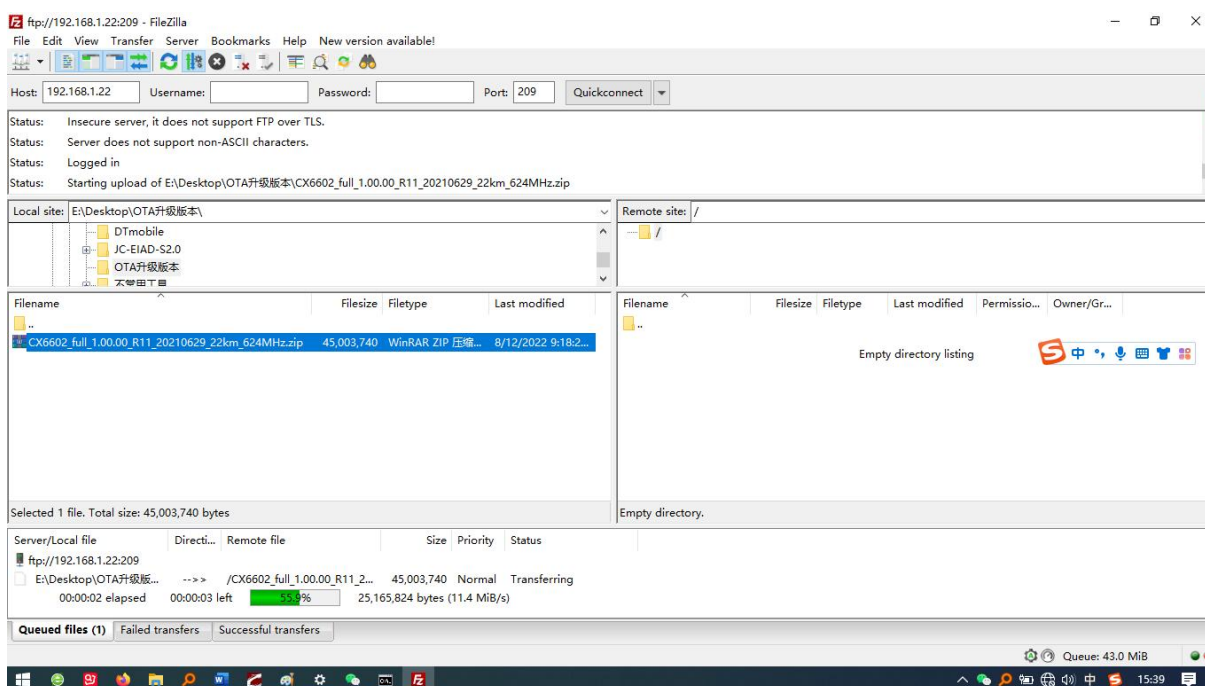 ftp://192.168.1.22:209 - FileZilla
File Edit View Transfer Server Bookmarks Help New version available!
Host: 192.168.1.22 Username: Password: Port: 209 Quickconnect
Status: Insecure server, it does not support FTP over TLS.
Status: Server does not support non-ASCII characters.
Status: Logged in
Status: Starting upload of E:\Desktop\OTA升级版本\CX6602_full_1.00.00_R11_20210629_22km_624MHz.zip
Local site: E:\Desktop\OTA升级版本\
DTmobile
JC-EIAD-S2.0
OTA升级版本
不常用工具
Remote site: /
/
Filename Filesize Filetype Last modified
..
CX6602_full_1.00.00_R11_20210629_22km_624MHz.zip 45,003,740 WinRAR ZIP 压缩... 8/12/2022 9:18:2...
Selected 1 file. Total size: 45,003,740 bytes
Filename Filesize Filetype Last modified Permissio... Owner/Gr...
..
Empty directory listing
中
Empty directory.
Server/Local file Directi... Remote file Size Priority Status
ftp://192.168.1.22:209
E:\Desktop\OTA升级版... -->> /CX6602_full_1.00.00_R11_2... 45,003,740 Normal Transferring
00:00:02 elapsed 00:00:03 left 55.9% 25,165,824 bytes (11.4 MiB/s)
Queued files (1) Failed transfers Successful transfers
Queue: 43.0 MiB
中 15:39